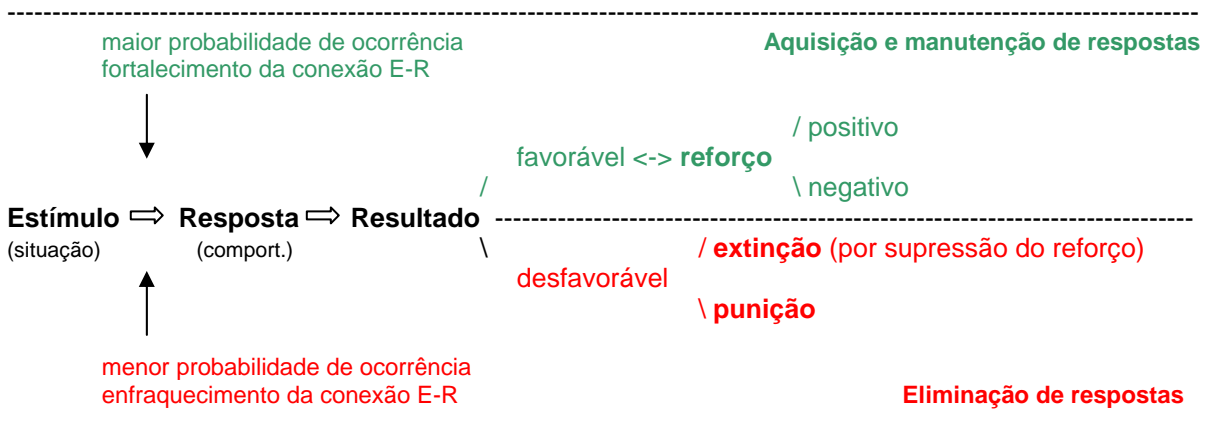 maior probabilidade de ocorrência Aquisição e manutenção de respostas
fortalecimento da conexão E-R
/ positivo
favorável <-> reforço
/ \ negativo
Estímulo ⇨ Resposta ⇨ Resultado
(situação) (comport.) \ / extinção (por supressão do reforço)
desfavorável
\ punição
menor probabilidade de ocorrência
enfraquecimento da conexão E-R Eliminação de respostas